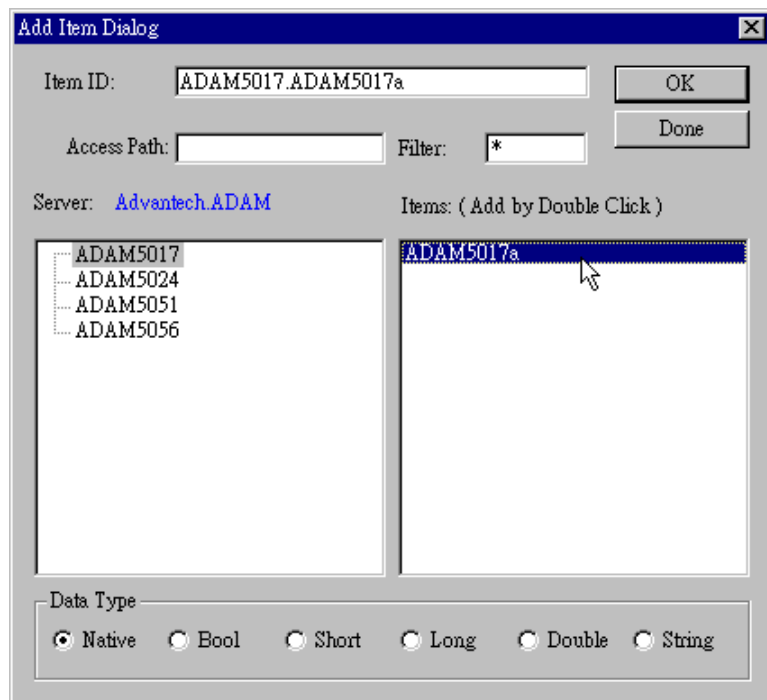 Add Item Dialog
Item ID: ADAM5017.ADAM5017a OK
Access Path: Filter: * Done
Server: Advantech.ADAM Items: ( Add by Double Click )
ADAM5017
ADAM5024
ADAM5051
ADAM5056
ADAM5017a
Data Type
Native Bool Short Long Double String